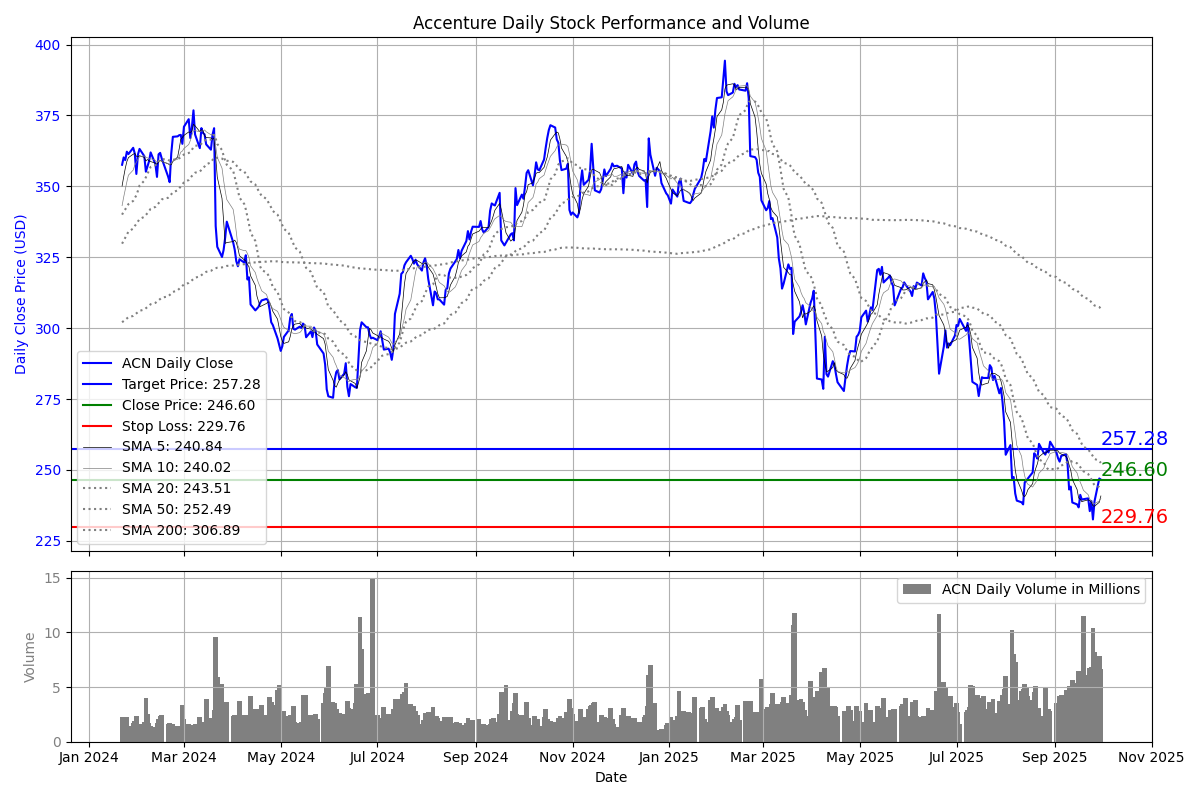 Accenture Daily Stock Performance and Volume
400
375
350
325
300
275
250
225
Daily Close Price (USD)
ACN Daily Close
Target Price: 257.28
Close Price: 246.60
Stop Loss: 229.76
SMA 5: 240.84
SMA 10: 240.02
SMA 20: 243.51
SMA 50: 252.49
SMA 200: 306.89
257.28
246.60
229.76
15
10
5
0
Volume
ACN Daily Volume in Millions
Jan 2024 Mar 2024 May 2024 Jul 2024 Sep 2024 Nov 2024 Jan 2025 Mar 2025 May 2025 Jul 2025 Sep 2025 Nov 2025
Date